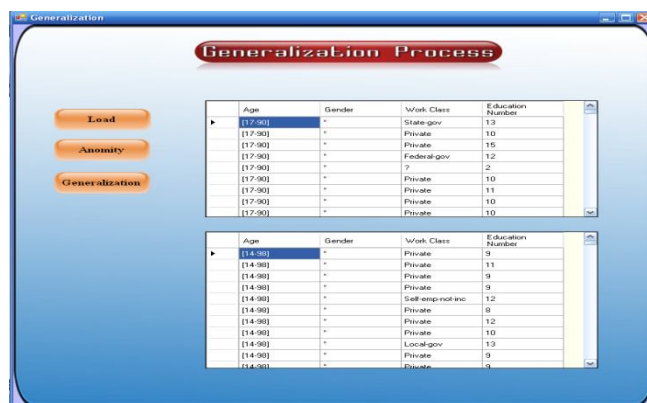 Generalization
Generalization Process
Load
Anomity
Generalization
Age Gender Work Class Education Number
[17-90] * State-gov 13
[17-90] * Private 10
[17-90] * Private 15
[17-90] * Federal-gov 12
[17-90] * ? 2
[17-90] * Private 10
[17-90] * Private 11
[17-90] * Private 10
[17-90] * Private 10
Age Gender Work Class Education Number
[14-98] * Private 9
[14-98] * Private 11
[14-98] * Private 9
[14-98] * Private 9
[14-98] * Self-emp-not-inc 12
[14-98] * Private 8
[14-98] * Private 12
[14-98] * Private 10
[14-98] * Local-gov 13
[14-98] * Private 9
[14-98] * Private 9